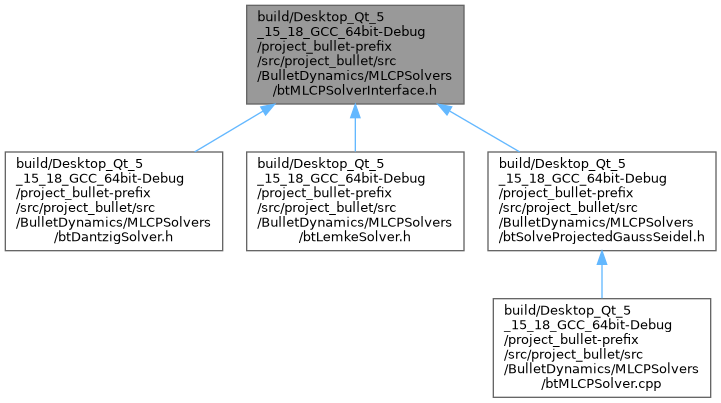 build/Desktop_Qt_5
_15_18_GCC_64bit-Debug
/project_bullet-prefix
/src/project_bullet/src
/BulletDynamics/MLCPSolvers
/btMLCPSolverInterface.h
build/Desktop_Qt_5
_15_18_GCC_64bit-Debug
/project_bullet-prefix
/src/project_bullet/src
/BulletDynamics/MLCPSolvers
/btDantzigSolver.h
build/Desktop_Qt_5
_15_18_GCC_64bit-Debug
/project_bullet-prefix
/src/project_bullet/src
/BulletDynamics/MLCPSolvers
/btLemkeSolver.h
build/Desktop_Qt_5
_15_18_GCC_64bit-Debug
/project_bullet-prefix
/src/project_bullet/src
/BulletDynamics/MLCPSolvers
/btSolveProjectedGaussSeidel.h
build/Desktop_Qt_5
_15_18_GCC_64bit-Debug
/project_bullet-prefix
/src/project_bullet/src
/BulletDynamics/MLCPSolvers
/btMLCPSolver.cpp